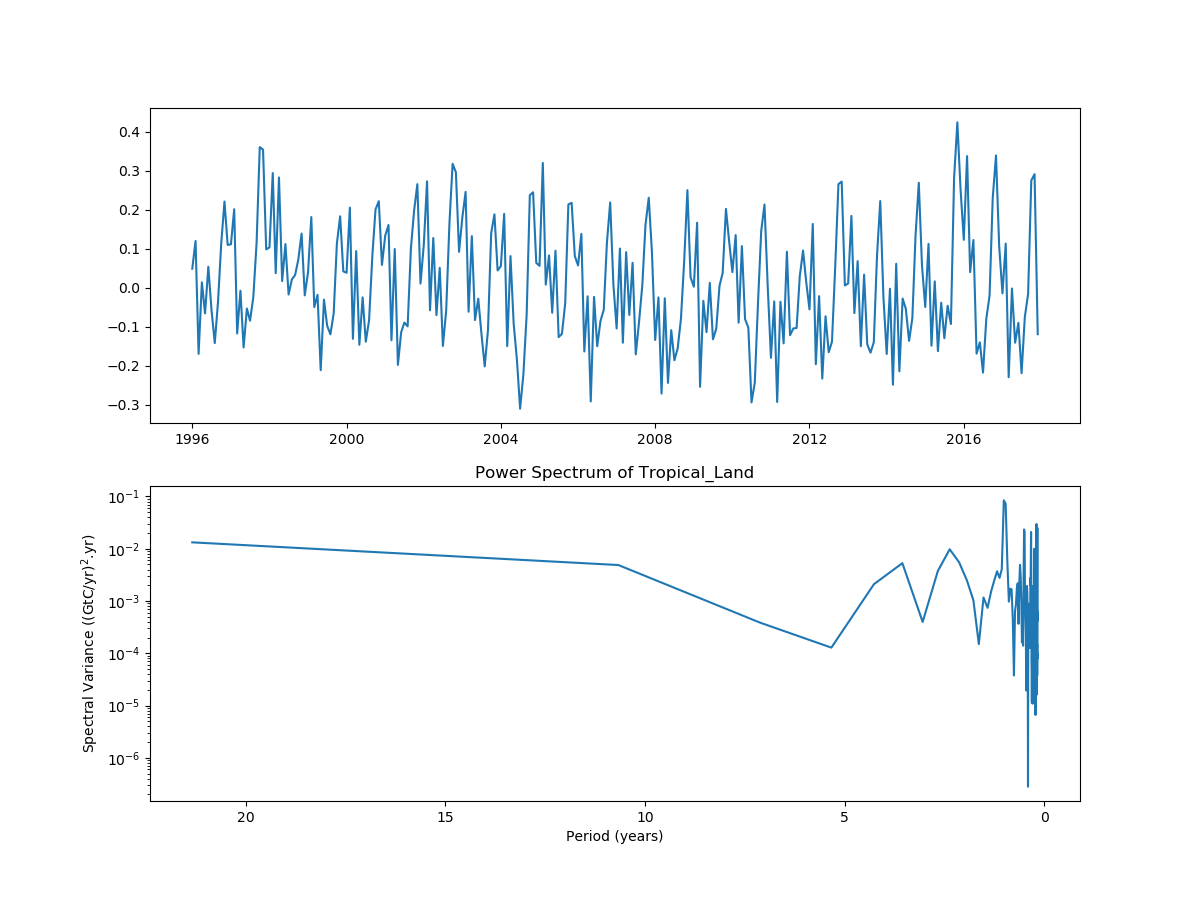 0.4
0.3
0.2
0.1
0.0
−0.1
−0.2
−0.3
1996 2000 2004 2008 2012 2016
Power Spectrum of Tropical_Land
10⁻¹
10⁻²
10⁻³
10⁻⁴
10⁻⁵
10⁻⁶
Spectral Variance ((GtC/yr)².yr)
20 15 10 5 0
Period (years)